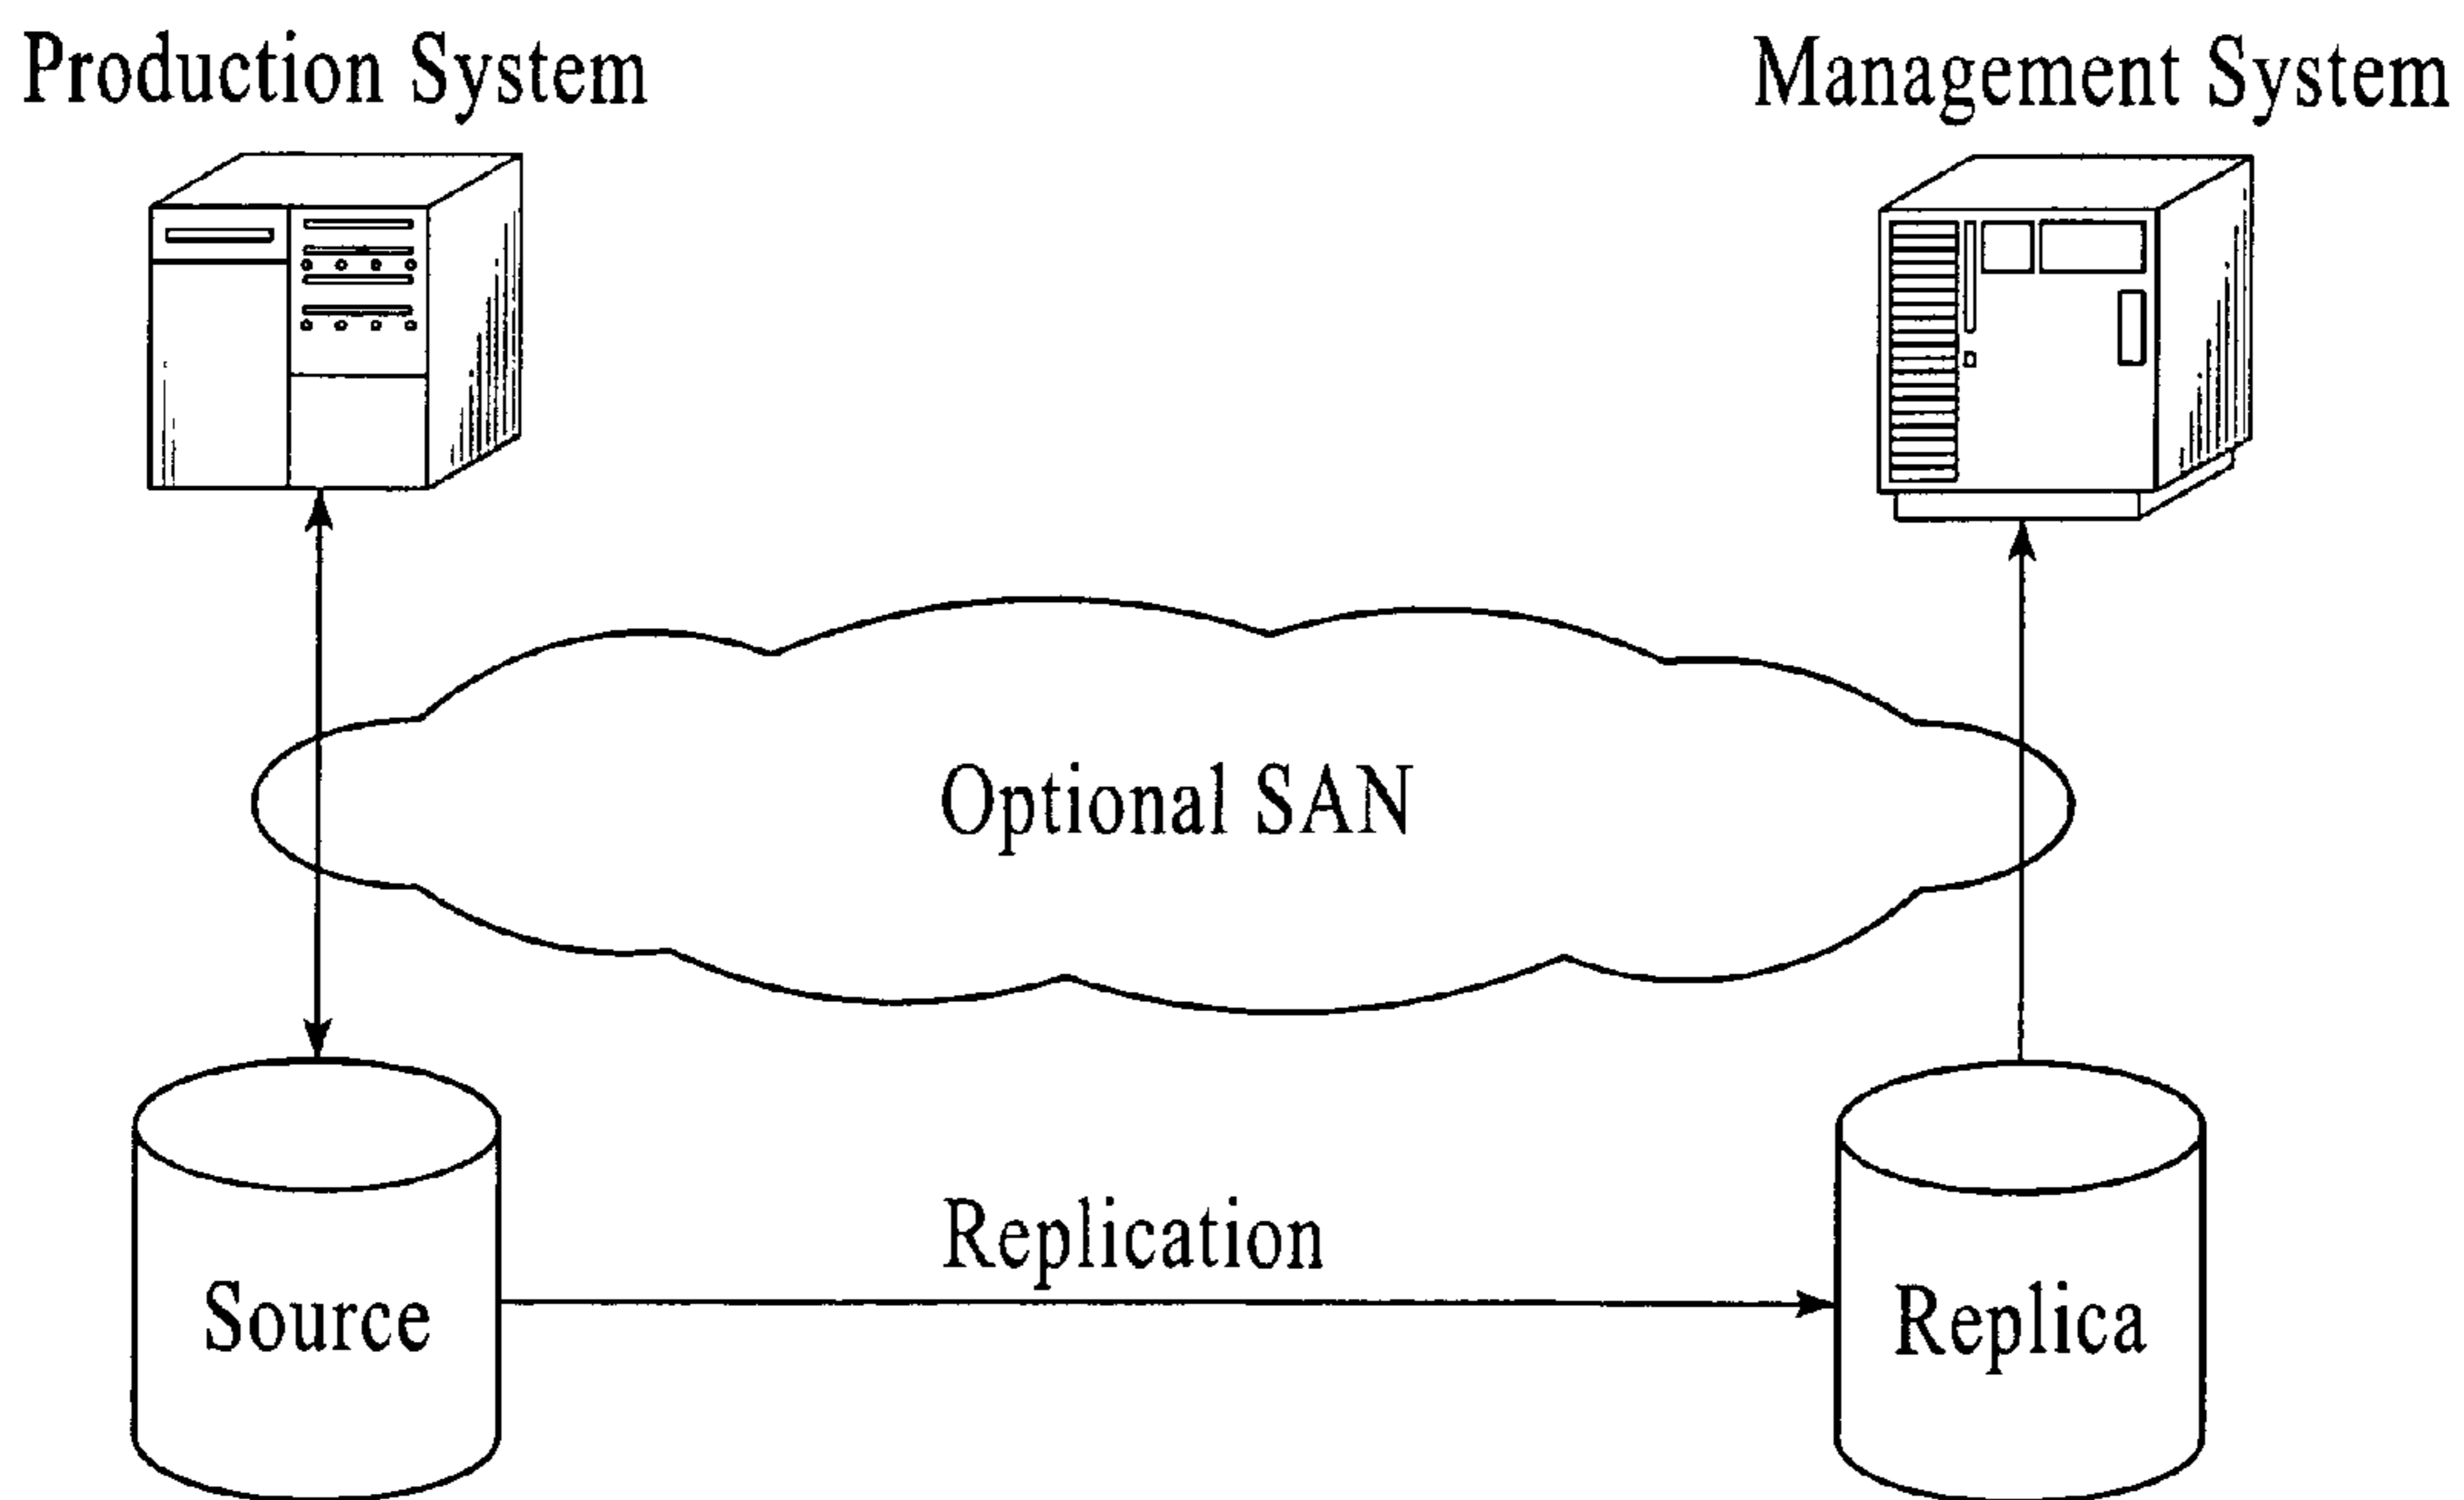 Production System
Management System
Optional SAN
Replication
Source
Replica